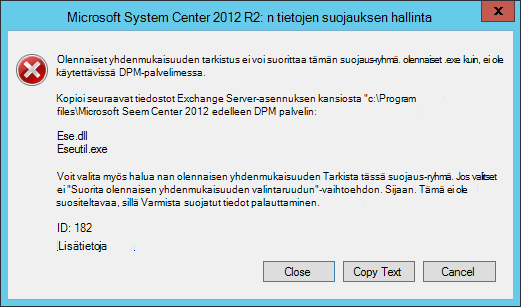 Microsoft System Center 2012 R2: n tietojen suojauksen hallinta
Olennaiset yhdenmukaisuuden tarkistus ei voi suorittaa tämän suojaus-ryhmä. olennaiset .exe kuin, ei ole
käytettävissä DPM-palvelimessa.
Kopioi seuraavat tiedostot Exchange Server-asennuksen kansiosta "c:\Program
files\Microsoft Seem Center 2012 edelleen DPM palvelin:
Ese.dll
Eseutil.exe
Voit valita myös halua nan olennaisen yhdenmukaisuuden Tarkista tässä suojaus-ryhmä. Jos valitset
ei "Suorita olennaisen yhdenmukaisuuden valintaruudun"-vaihtoehdon. Sijaan. Tämä ei ole
suositeltavaa, sillä Varmista suojatut tiedot palauttaminen.
ID: 182
Lisätietoja
Close
Copy Text
Cancel